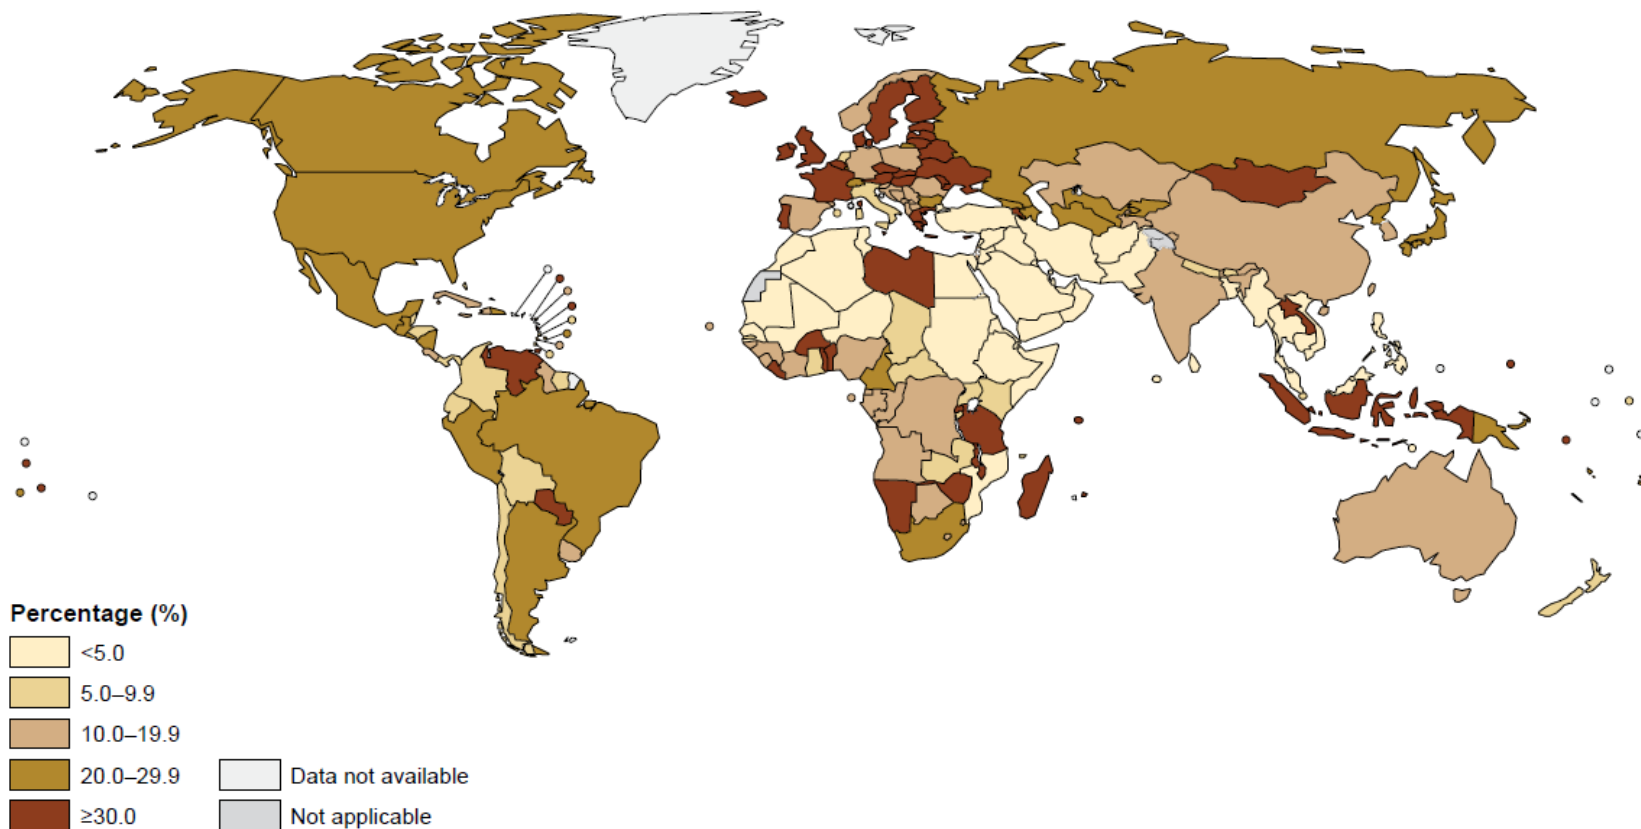 Percentage (%)
<5.0
5.0–9.9
10.0–19.9
20.0–29.9
≥30.0
Data not available
Not applicable